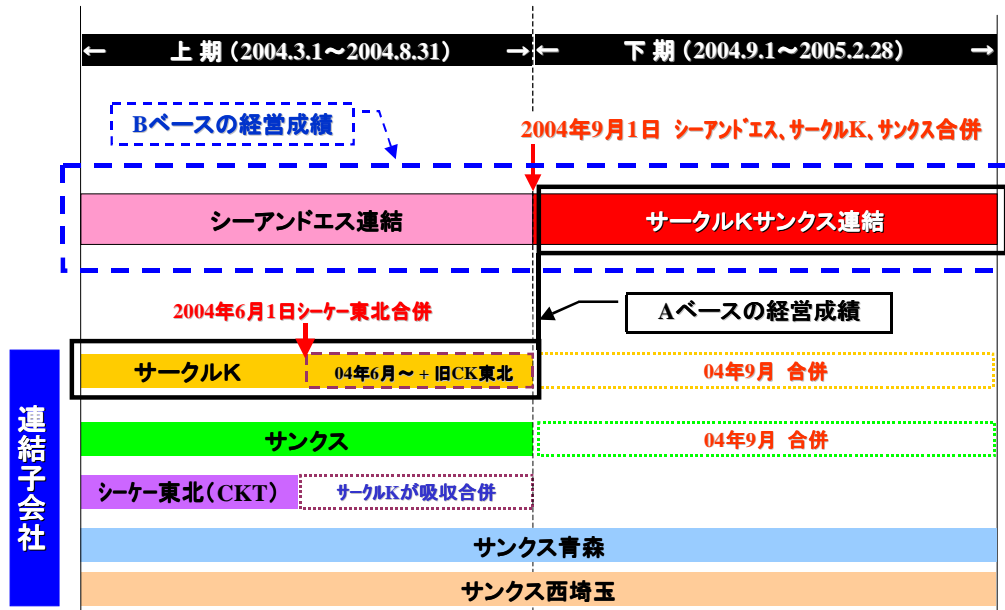 ← 上 期 (2004.3.1～2004.8.31) →
← 下 期 (2004.9.1～2005.2.28) →
Bベースの経営成績
2004年9月1日 シーアンドエス、サークルK、サンクス合併
シーアンドエス連結
サークルKサンクス連結
2004年6月1日シーケー東北合併
Aベースの経営成績
連結子会社
サークルK
04年6月～ + 旧CK東北
04年9月 合併
サンクス
04年9月 合併
シーケー東北（CKT）
サークルKが吸収合併
サンクス青森
サンクス西埼玉